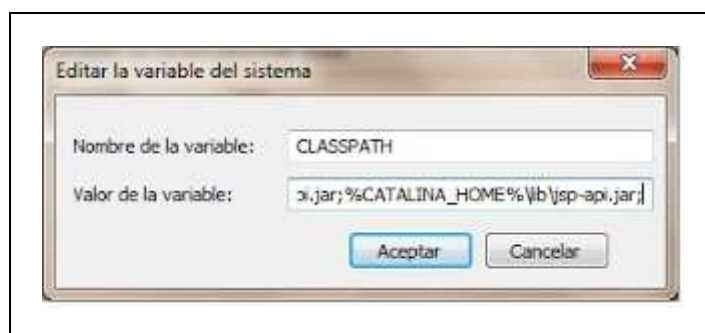 Editar la variable del sistema
Nombre de la variable: CLASSPATH
Valor de la variable: pi.jar;%CATALINA_HOME%\lib\jsp-api.jar;
Aceptar Cancelar